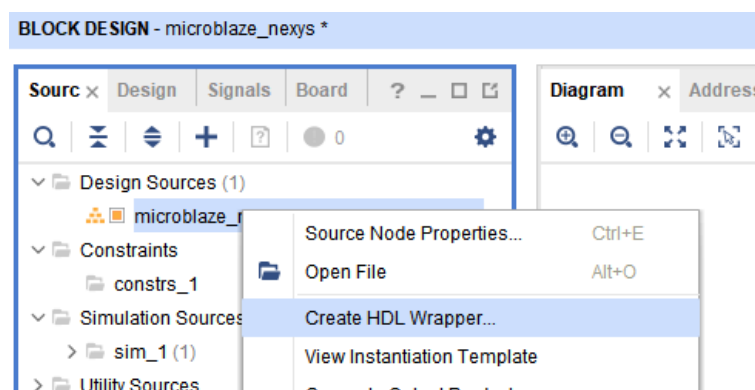 BLOCK DESIGN - microblaze_nexys *
Sourc × Design Signals Board ? Diagram × Address
0
Design Sources (1)
microblaze_
Source Node Properties... Ctrl+E
Constraints
Open File Alt+O
constrs_1
Simulation Sources
Create HDL Wrapper...
sim_1 (1)
View Instantiation Template
Utility Sources